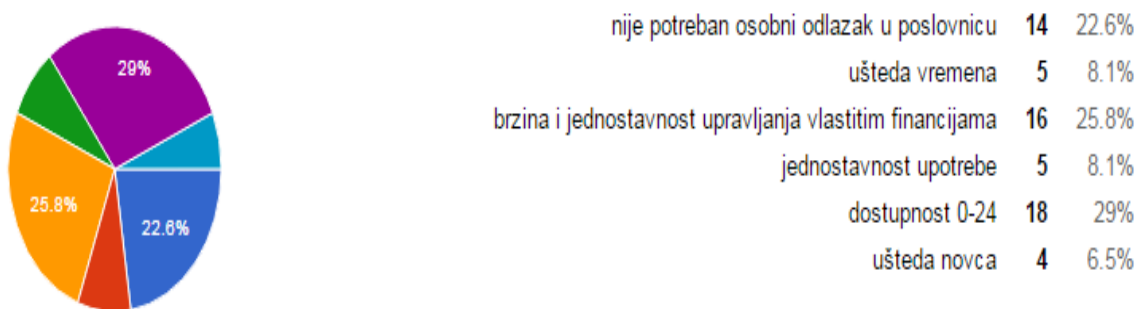 29%
25.8%
22.6%
nije potreban osobni odlazak u poslovnicu 14 22.6%
ušteda vremena 5 8.1%
brzina i jednostavnost upravljanja vlastitim financijama 16 25.8%
jednostavnost upotrebe 5 8.1%
dostupnost 0-24 18 29%
ušteda novca 4 6.5%